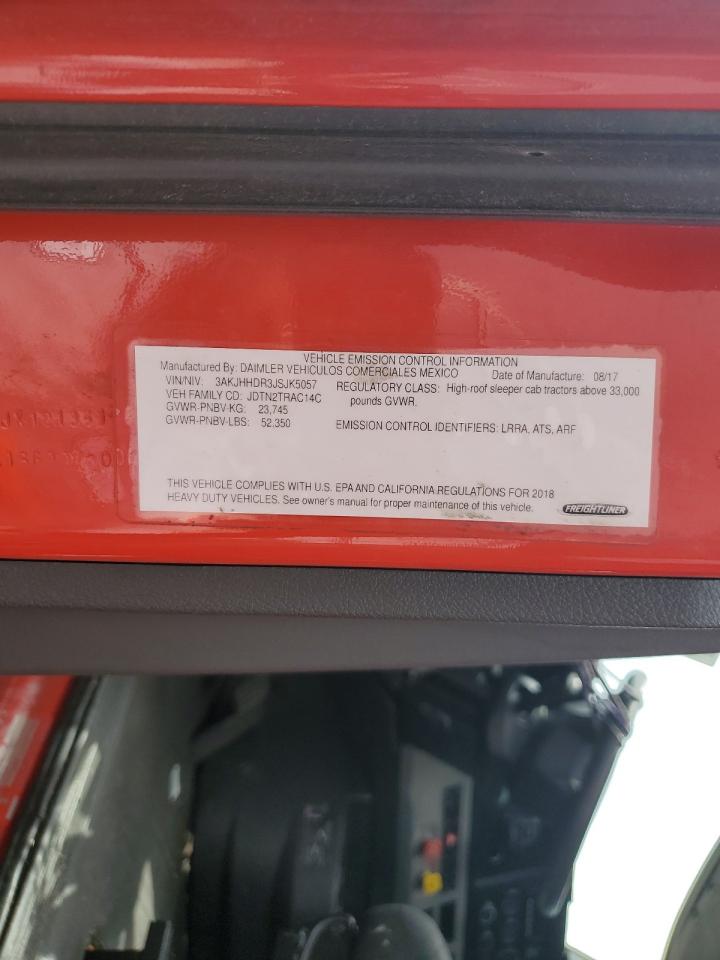 VEHICLE EMISSION CONTROL INFORMATION
Manufactured By: DAIMLER VEHICULOS COMERCIALES MEXICO Date of Manufacture: 08/17
VIN/NIV: 3AKJHHDR3JSJK5057 REGULATORY CLASS: High-roof sleeper cab tractors above 33,000
VEH FAMILY CD: JDTN2TRAC14C pounds GVWR.
GVWR-PNBV-KG: 23,745
GVWR-PNBV-LBS: 52,350 EMISSION CONTROL IDENTIFIERS: LRRA, ATS, ARF
THIS VEHICLE COMPLIES WITH U.S. EPA AND CALIFORNIA REGULATIONS FOR 2018
HEAVY DUTY VEHICLES. See owner's manual for proper maintenance of this vehicle.
FREIGHTLINER